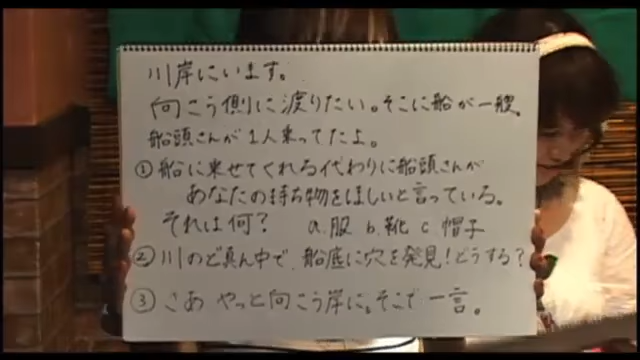 川岸にいます。
向こう側に渡りたい。そこに船が一艘。
船頭さんが1人乗ってたよ。
①船に乗せてくれる代わりに船頭さんが
あなたの持ち物をほしいと言っている。
それは何? a.服 b.靴 c.帽子
②川のど真ん中で、船底に穴を発見!どうする?
③さあ やっと向こう岸に。そこで一言。